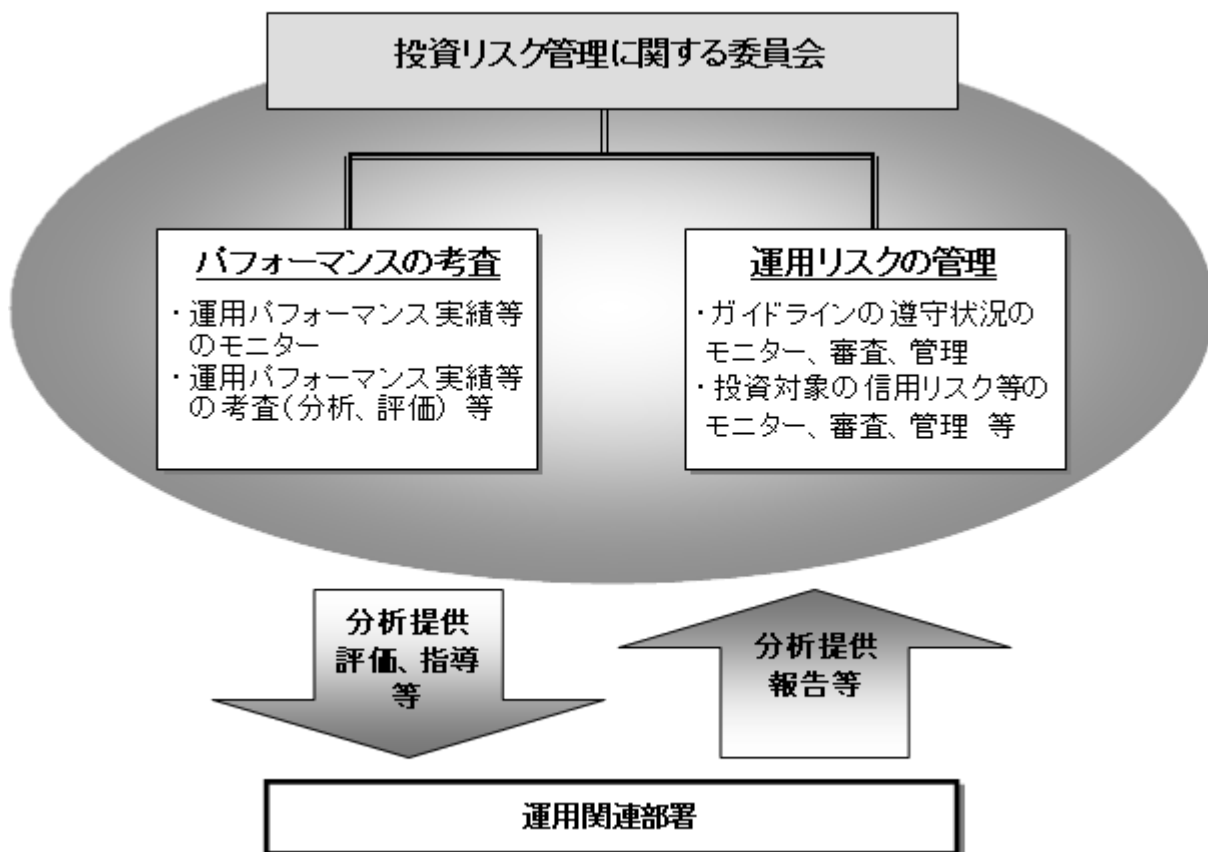 投資リスク管理に関する委員会
パフォーマンスの考査
・運用パフォーマンス実績等
のモニター
・運用パフォーマンス実績等
の考査(分析、評価) 等
運用リスクの管理
・ガイドラインの遵守状況の
モニター、審査、管理
・投資対象の信用リスク等の
モニター、審査、管理 等
分析提供
評価、指導
等
分析提供
報告等
運用関連部署